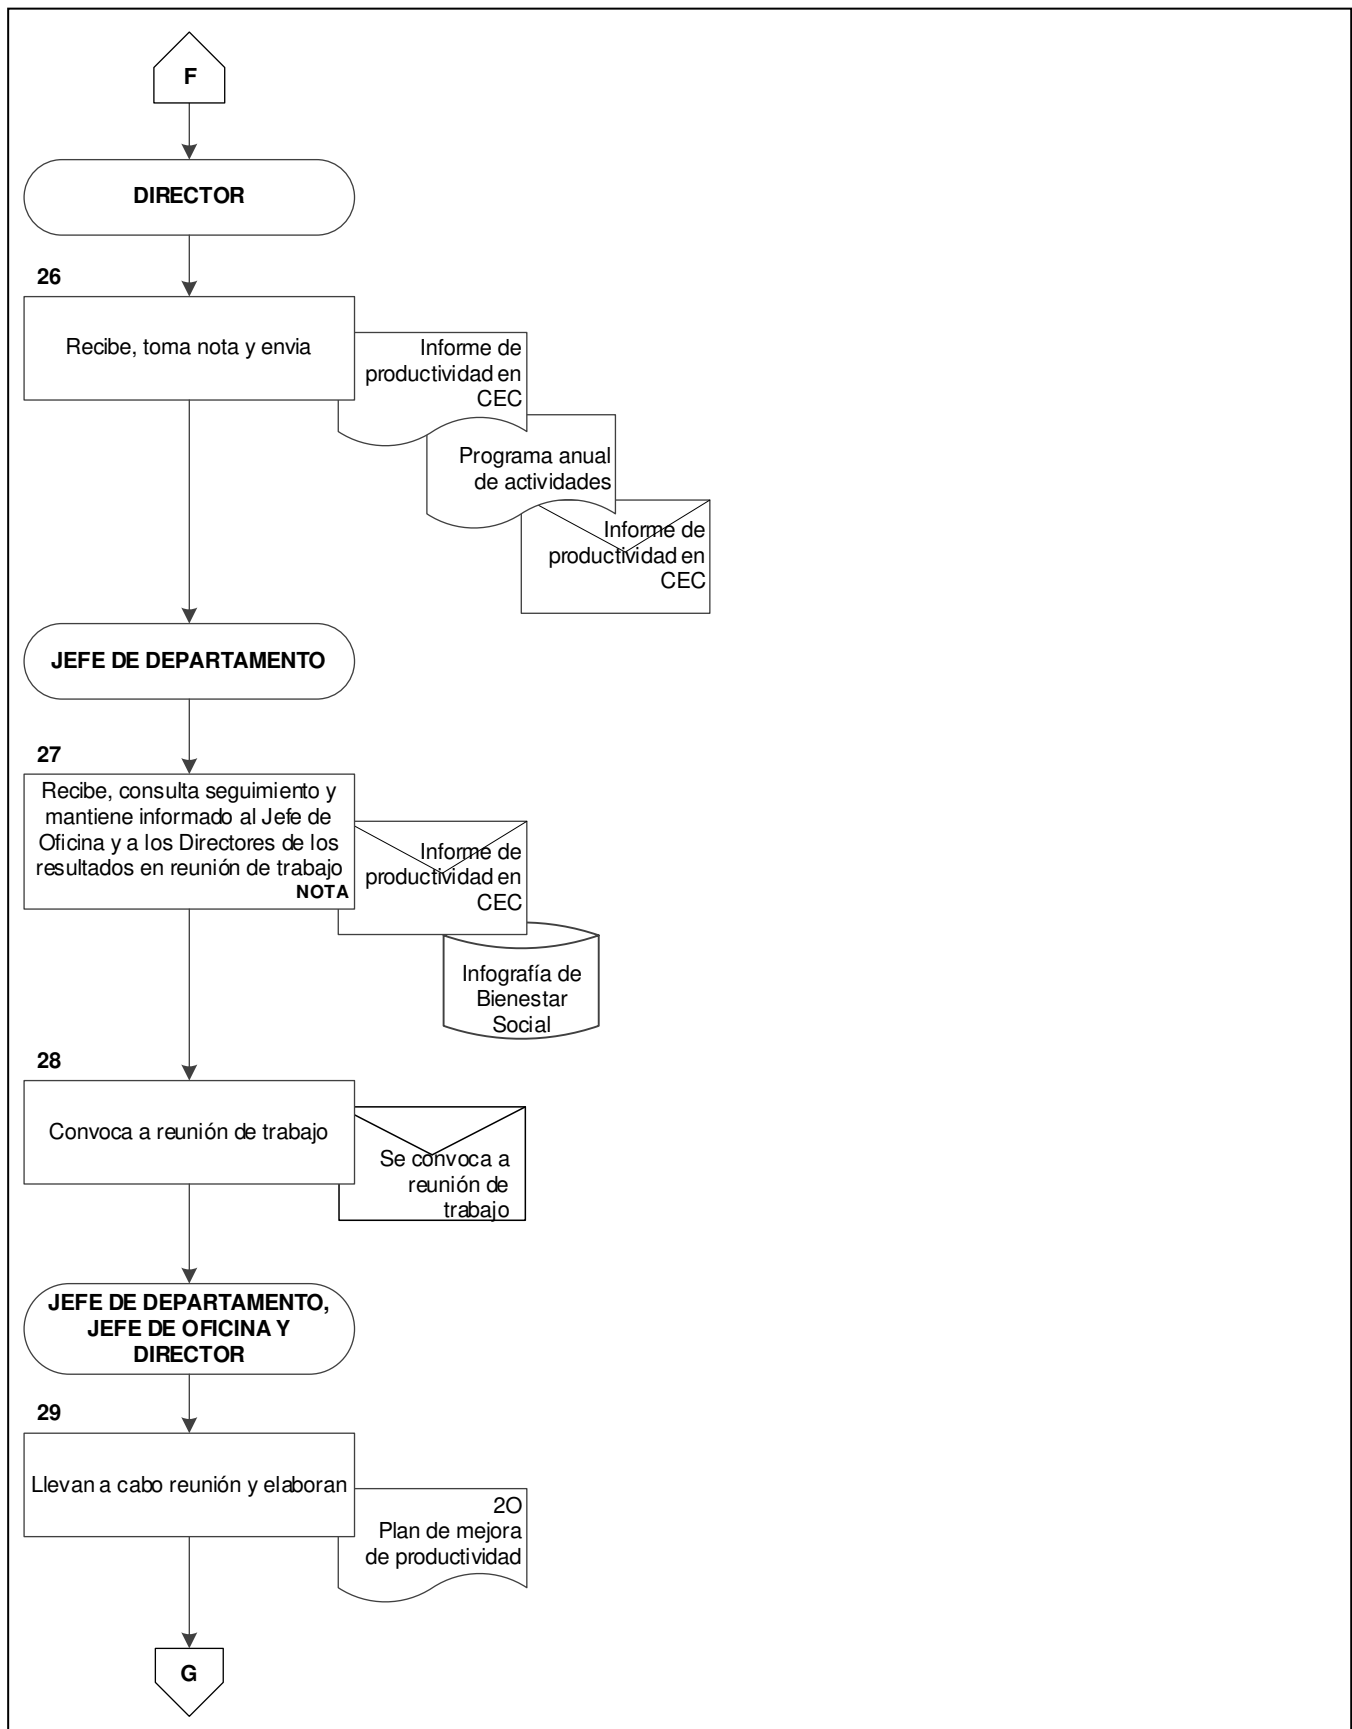 F
DIRECTOR
26
Recibe, toma nota y envia
Informe de
productividad en
CEC
Programa anual
de actividades
Informe de
productividad en
CEC
JEFE DE DEPARTAMENTO
27
Recibe, consulta seguimiento y
mantiene informado al Jefe de
Oficina y a los Directores de los
resultados en reunión de trabajo
NOTA
Informe de
productividad en
CEC
Infografía de
Bienestar
Social
28
Convoca a reunión de trabajo
Se convoca a
reunión de
trabajo
JEFE DE DEPARTAMENTO,
JEFE DE OFICINA Y
DIRECTOR
29
Llevan a cabo reunión y elaboran
2O
Plan de mejora
de productividad
G